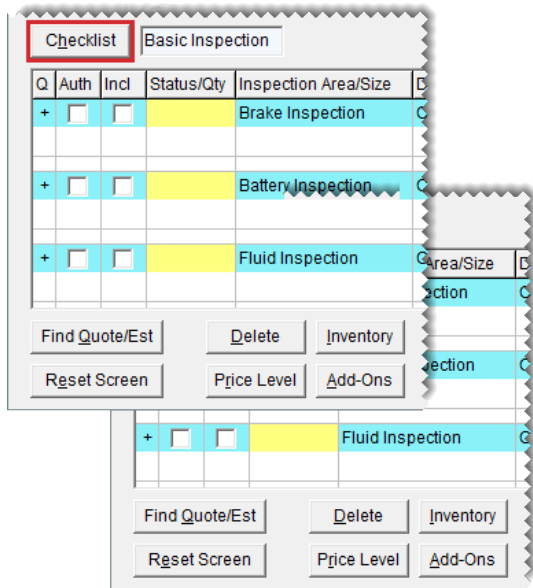 Checklist Basic Inspection
Q Auth Incl Status/Qty Inspection Area/Size D
+ Brake Inspection
+ Battery Inspection
+ Fluid Inspection
Find Quote/Est Delete Inventory
Reset Screen Price Level Add-Ons
Area/Size D
ection
ection
+ Fluid Inspection
Find Quote/Est Delete Inventory
Reset Screen Price Level Add-Ons